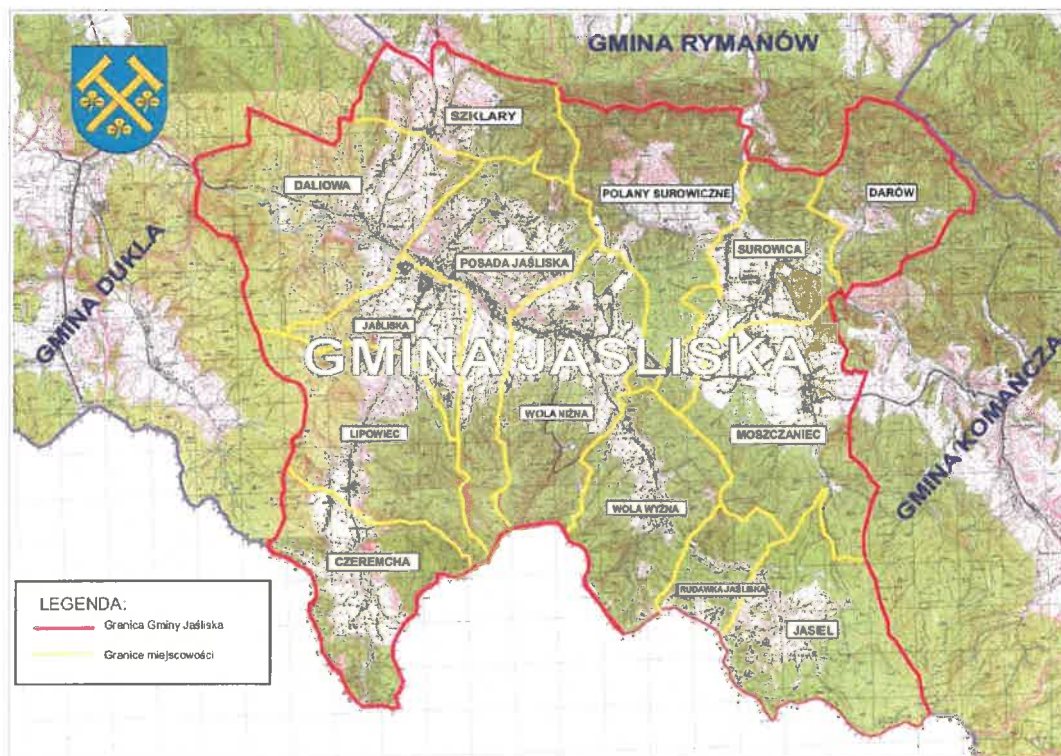 GMINA RYMANÓW
SZKLARY
DALIOWA
POLANY SUROWICZNE
DARÓW
SUROWICA
POSADA JAŚLISKA
GMINA DUKLA
JAŚLISKA
GMINA JAŚLISKA
WOLA NIŻNA
LIPOWIEC
MOSZCZANIEC
GMINA KOMAŃCZA
WOLA WYŻNA
CZEREMCHA
RUDAWKA JAŚLISKA
JASIEL
LEGENDA:
Granica Gminy Jaśliska
Granice miejscowości